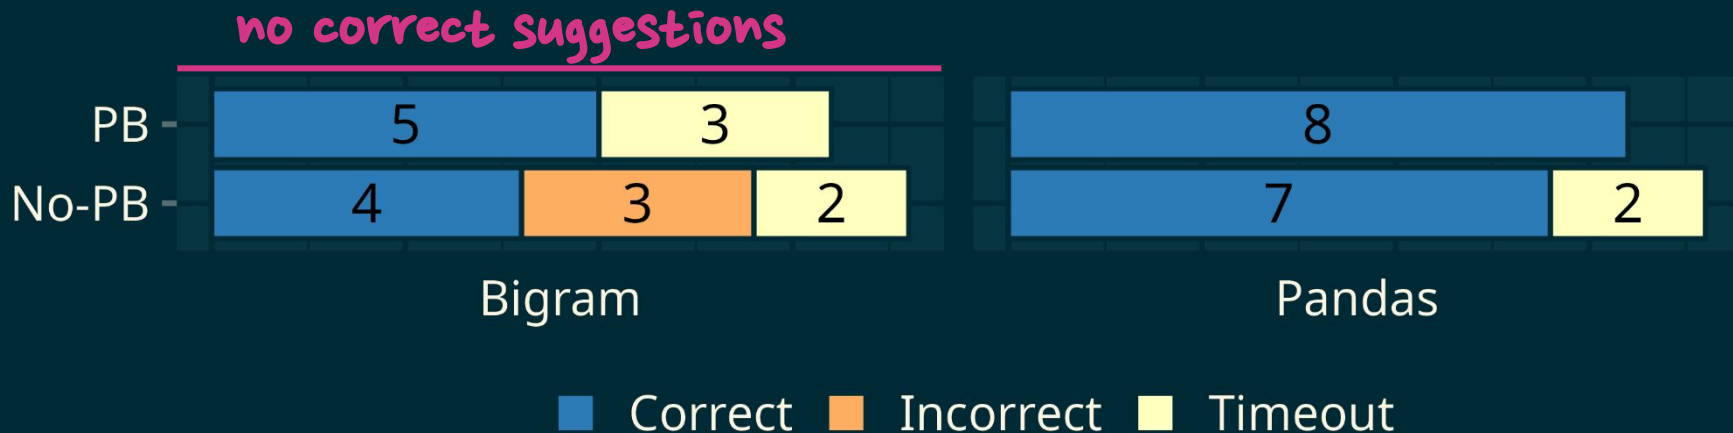 no correct suggestions
PB 5 3 8
No-PB 4 3 2 7 2
Bigram Pandas
Correct Incorrect Timeout